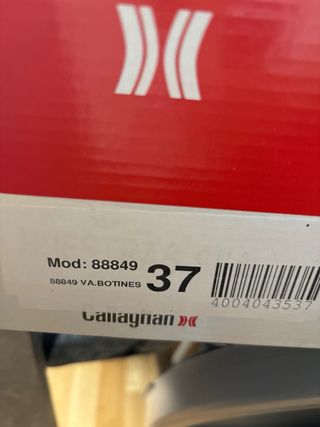 Mod: 88849
88849 VA.BOTINES
37
4004043537
Callaghan